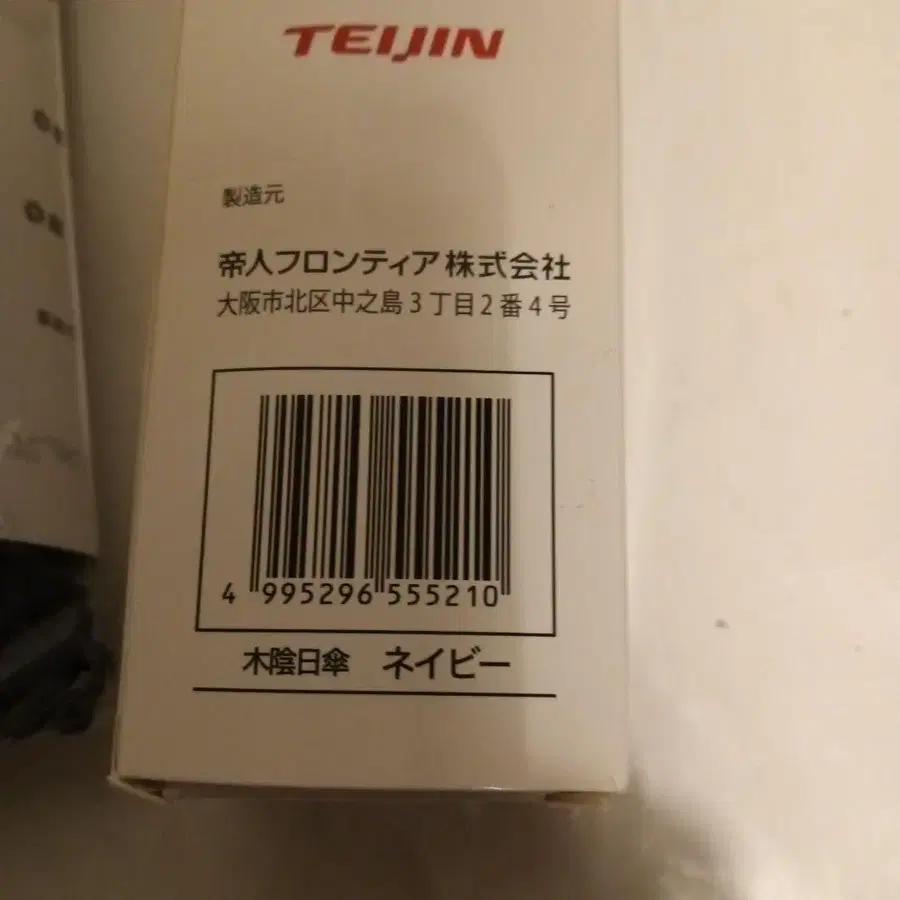 TEIJIN
製造元
帝人フロンティア株式会社
大阪市北区中之島3丁目2番4号
4 995296 555210
木陰日傘 ネイビー